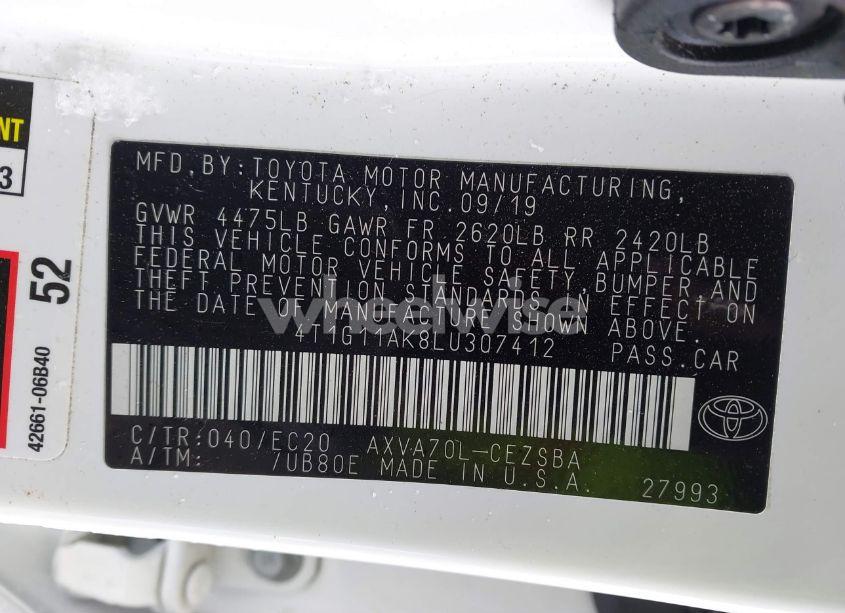 NT
3
52
42661-06B40
MFD.BY:TOYOTA MOTOR MANUFACTURING,
KENTUCKY,INC.09/19
GVWR 4475LB GAWR FR 2620LB RR 2420LB
THIS VEHICLE CONFORMS TO ALL APPLICABLE
FEDERAL MOTOR VEHICLE SAFETY,BUMPER AND
THEFT PREVENTION STANDARDS IN EFFECT ON
THE DATE OF MANUFACTURE SHOWN ABOVE.
wheelwise
4T1G11AK8LU307412 PASS.CAR
C/TR:040/EC20 AXVA70L-CEZSBA
A/TM: /UB80E MADE IN U.S.A. 27993